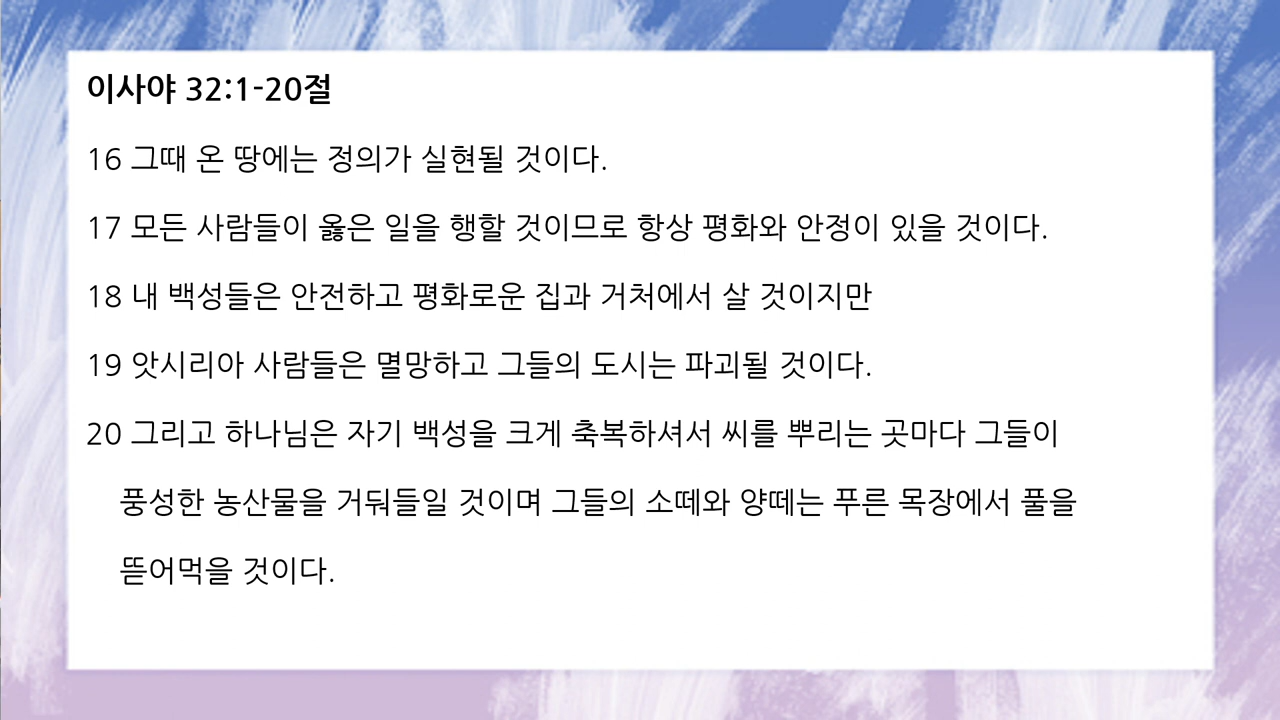 이사야 32:1-20절
16 그때 온 땅에는 정의가 실현될 것이다.
17 모든 사람들이 옳은 일을 행할 것이므로 항상 평화와 안정이 있을 것이다.
18 내 백성들은 안전하고 평화로운 집과 거처에서 살 것이지만
19 앗시리아 사람들은 멸망하고 그들의 도시는 파괴될 것이다.
20 그리고 하나님은 자기 백성을 크게 축복하셔서 씨를 뿌리는 곳마다 그들이
풍성한 농산물을 거둬들일 것이며 그들의 소떼와 양떼는 푸른 목장에서 풀을
뜯어먹을 것이다.